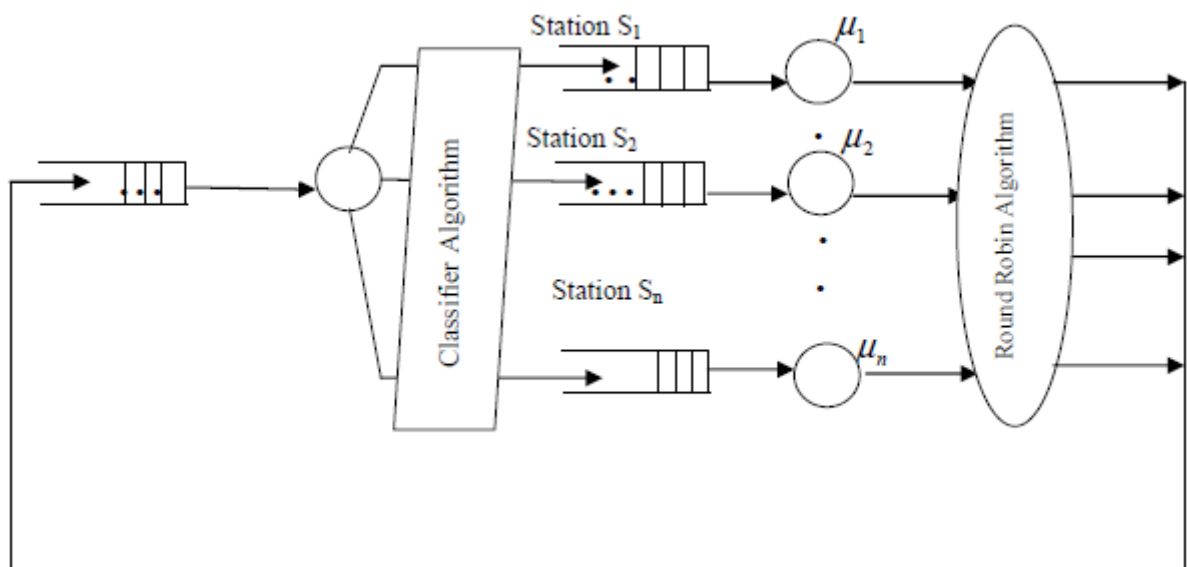 Station S₁
μ₁
Station S₂
μ₂
Classifier Algorithm
Round Robin Algorithm
Station Sₙ
μₙ